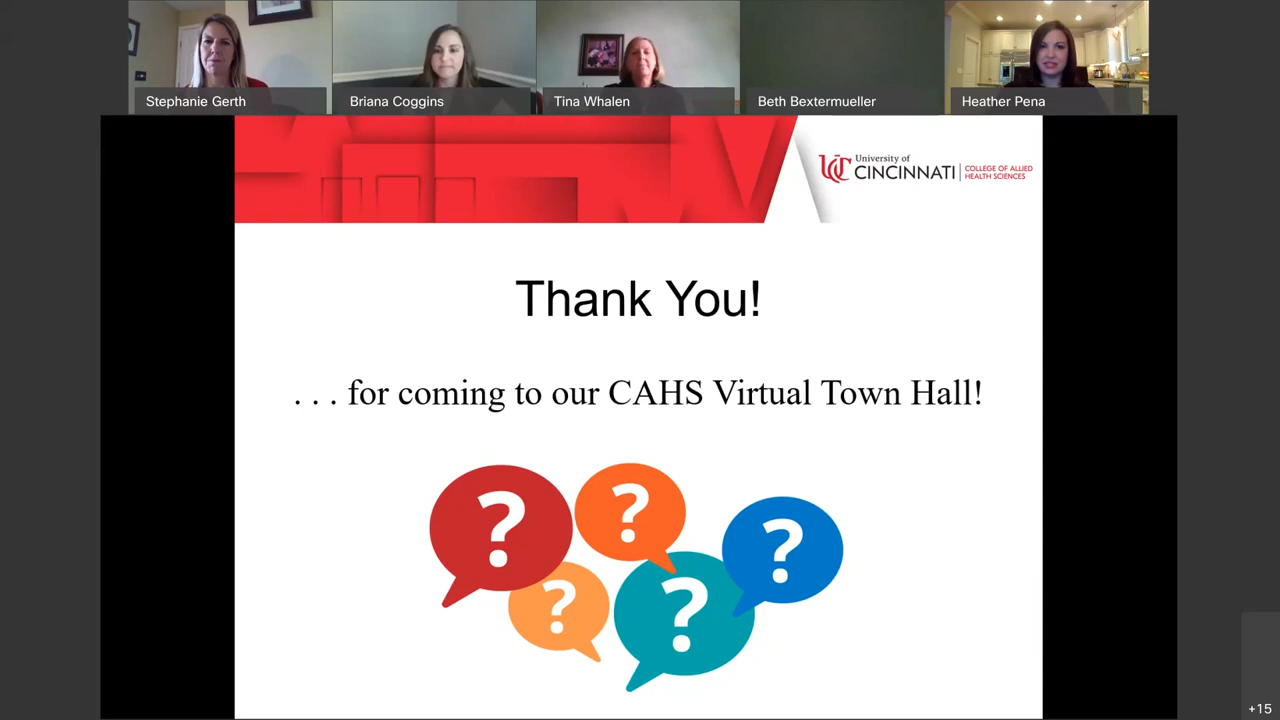 Stephanie Gerth
Briana Coggins
Tina Whalen
Beth Bextermueller
Heather Pena
University of
CINCINNATI
COLLEGE OF ALLIED
HEALTH SCIENCES
Thank You!
. . . for coming to our CAHS Virtual Town Hall!
? ? ?
? ?
+15